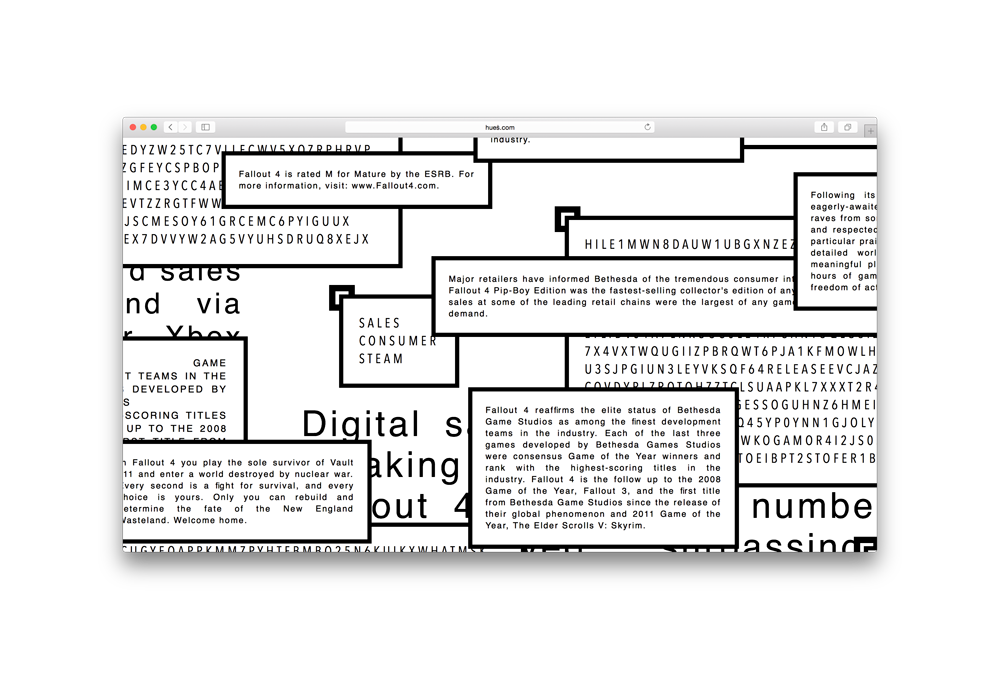 hueš.com
EDYZW25TC7V
industry.
Fallout 4 is rated M for Mature by the ESRB. For
more information, visit: www.Fallout4.com.
IMCE3YCC4AE
JSCMESOY61GRCEMC6PYIGUUX
EX7DVVYW2AG5VYUHSDRUQ8XEJX
d sales
nd via
r Xbox
Following its
eagerly-awaite
raves from so
and respected
particular prai
detailed worl
meaningful pl
hours of gam
freedom of act
HILE1MWN8DAUW1UBGXNZEZ
Major retailers have informed Bethesda of the tremendous consumer int
Fallout 4 Pip-Boy Edition was the fastest-selling collector's edition of any
sales at some of the leading retail chains were the largest of any game
demand.
SALES
CONSUMER
STEAM
7X4VXTWQUGIIZPBRQWT6PJA1KFMOWLH
U3SJPGIUN3LEYVKSQF64RELEASEEVCJAZ
GAME
T TEAMS IN THE
DEVELOPED BY
S
SCORING TITLES
UP TO THE 2008
Digital s
aking
out 4
Fallout 4 reaffirms the elite status of Bethesda
Game Studios as among the finest development
teams in the industry. Each of the last three
games developed by Bethesda Games Studios
were consensus Game of the Year winners and
rank with the highest-scoring titles in the
industry. Fallout 4 is the follow up to the 2008
Game of the Year, Fallout 3, and the first title
from Bethesda Game Studios since the release of
their global phenomenon and 2011 Game of the
Year, The Elder Scrolls V: Skyrim.
ESSOGUHNZ6HMEI
Q45YP0YNN1GJOLY
WKOGAMOR4I2JS0
TOEIBPT2STOFER1B
n Fallout 4 you play the sole survivor of Vault
11 and enter a world destroyed by nuclear war.
very second is a fight for survival, and every
hoice is yours. Only you can rebuild and
etermine the fate of the New England
Wasteland. Welcome home.
numbe
surpassing